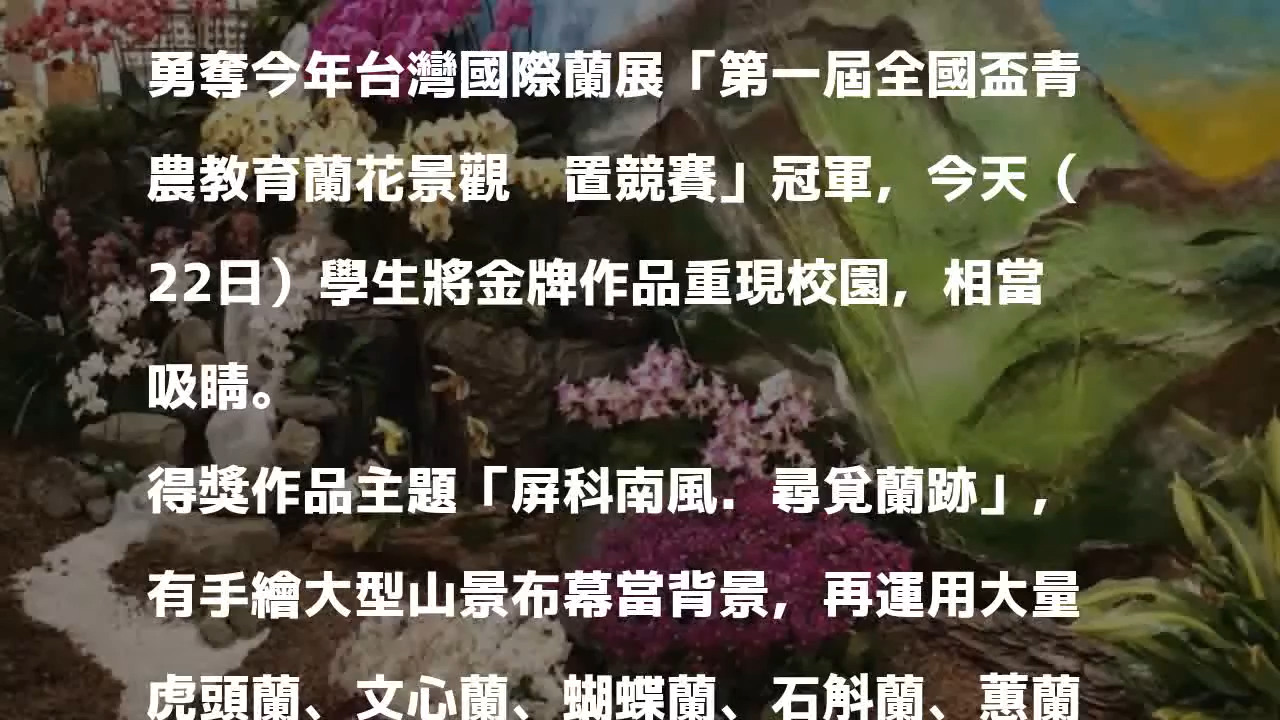 勇奪今年台灣國際蘭展「第一屆全國盃青
農教育蘭花景觀　置競賽」冠軍，今天（
22日）學生將金牌作品重現校園，相當
吸睛。
得獎作品主題「屏科南風．尋覓蘭跡」，
有手繪大型山景布幕當背景，再運用大量
虎頭蘭、文心蘭、蝴蝶蘭、石斛蘭、蕙蘭